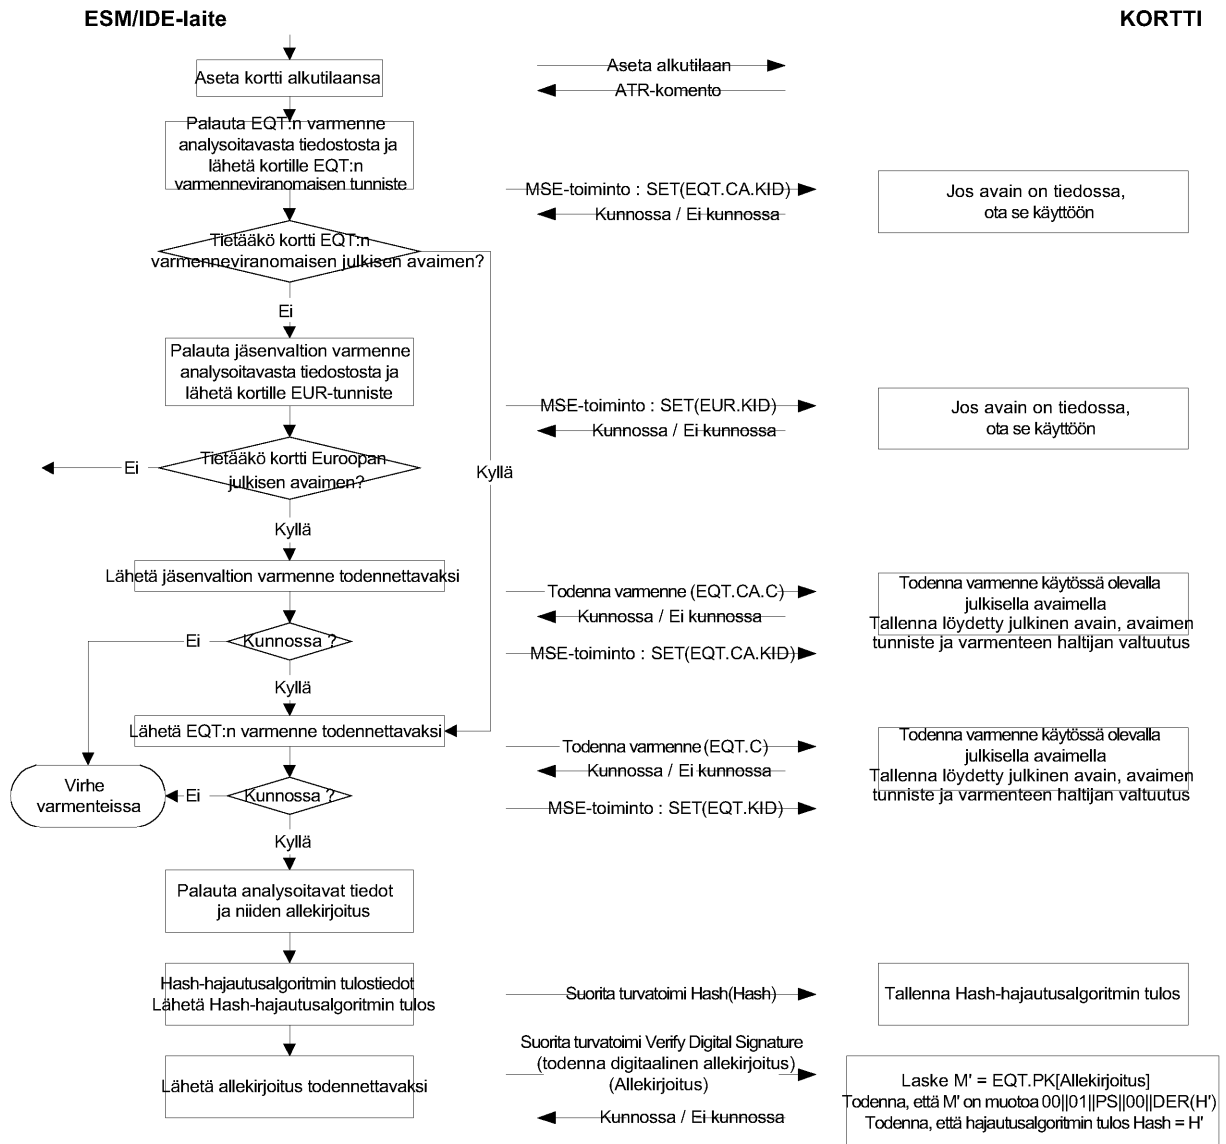 ESM/IDE-laite
KORTTI
Aseta kortti alkutilaansa
Aseta alkutilaan
ATR-komento
Palauta EQT:n varmenne
analysoitavasta tiedostosta ja
lähetä kortille EQT:n
varmenneviranomaisen tunniste
MSE-toiminto : SET(EQT.CA.KID)
Kunnossa / Ei kunnossa
Jos avain on tiedossa,
ota se käyttöön
Tietääkö kortti EQT:n
varmenneviranomaisen julkisen avaimen?
Ei
Palauta jäsenvaltion varmenne
analysoitavasta tiedostosta ja
lähetä kortille EUR-tunniste
MSE-toiminto : SET(EUR.KID)
Kunnossa / Ei kunnossa
Jos avain on tiedossa,
ota se käyttöön
Tietääkö kortti Euroopan
julkisen avaimen?
Ei
Kyllä
Kyllä
Lähetä jäsenvaltion varmenne todennettavaksi
Todenna varmenne (EQT.CA.C)
Kunnossa / Ei kunnossa
MSE-toiminto : SET(EQT.CA.KID)
Todenna varmenne käytössä olevalla
julkisella avaimella
Tallenna löydetty julkinen avain, avaimen
tunniste ja varmenteen haltijan valtuutus
Ei
Kunnossa ?
Kyllä
Lähetä EQT:n varmenne todennettavaksi
Todenna varmenne (EQT.C)
Kunnossa / Ei kunnossa
MSE-toiminto : SET(EQT.KID)
Todenna varmenne käytössä olevalla
julkisella avaimella
Tallenna löydetty julkinen avain, avaimen
tunniste ja varmenteen haltijan valtuutus
Virhe
varmenteissa
Ei
Kunnossa ?
Kyllä
Palauta analysoitavat tiedot
ja niiden allekirjoitus
Hash-hajautusalgoritmin tulostiedot
Lähetä Hash-hajautusalgoritmin tulos
Suorita turvatoimi Hash(Hash)
Tallenna Hash-hajautusalgoritmin tulos
Lähetä allekirjoitus todennettavaksi
Suorita turvatoimi Verify Digital Signature
(todenna digitaalinen allekirjoitus)
(Allekirjoitus)
Kunnossa / Ei kunnossa
Laske M' = EQT.PK[Allekirjoitus]
Todenna, että M' on muotoa 00||01||PS||00||DER(H')
Todenna, että hajautusalgoritmin tulos Hash = H'